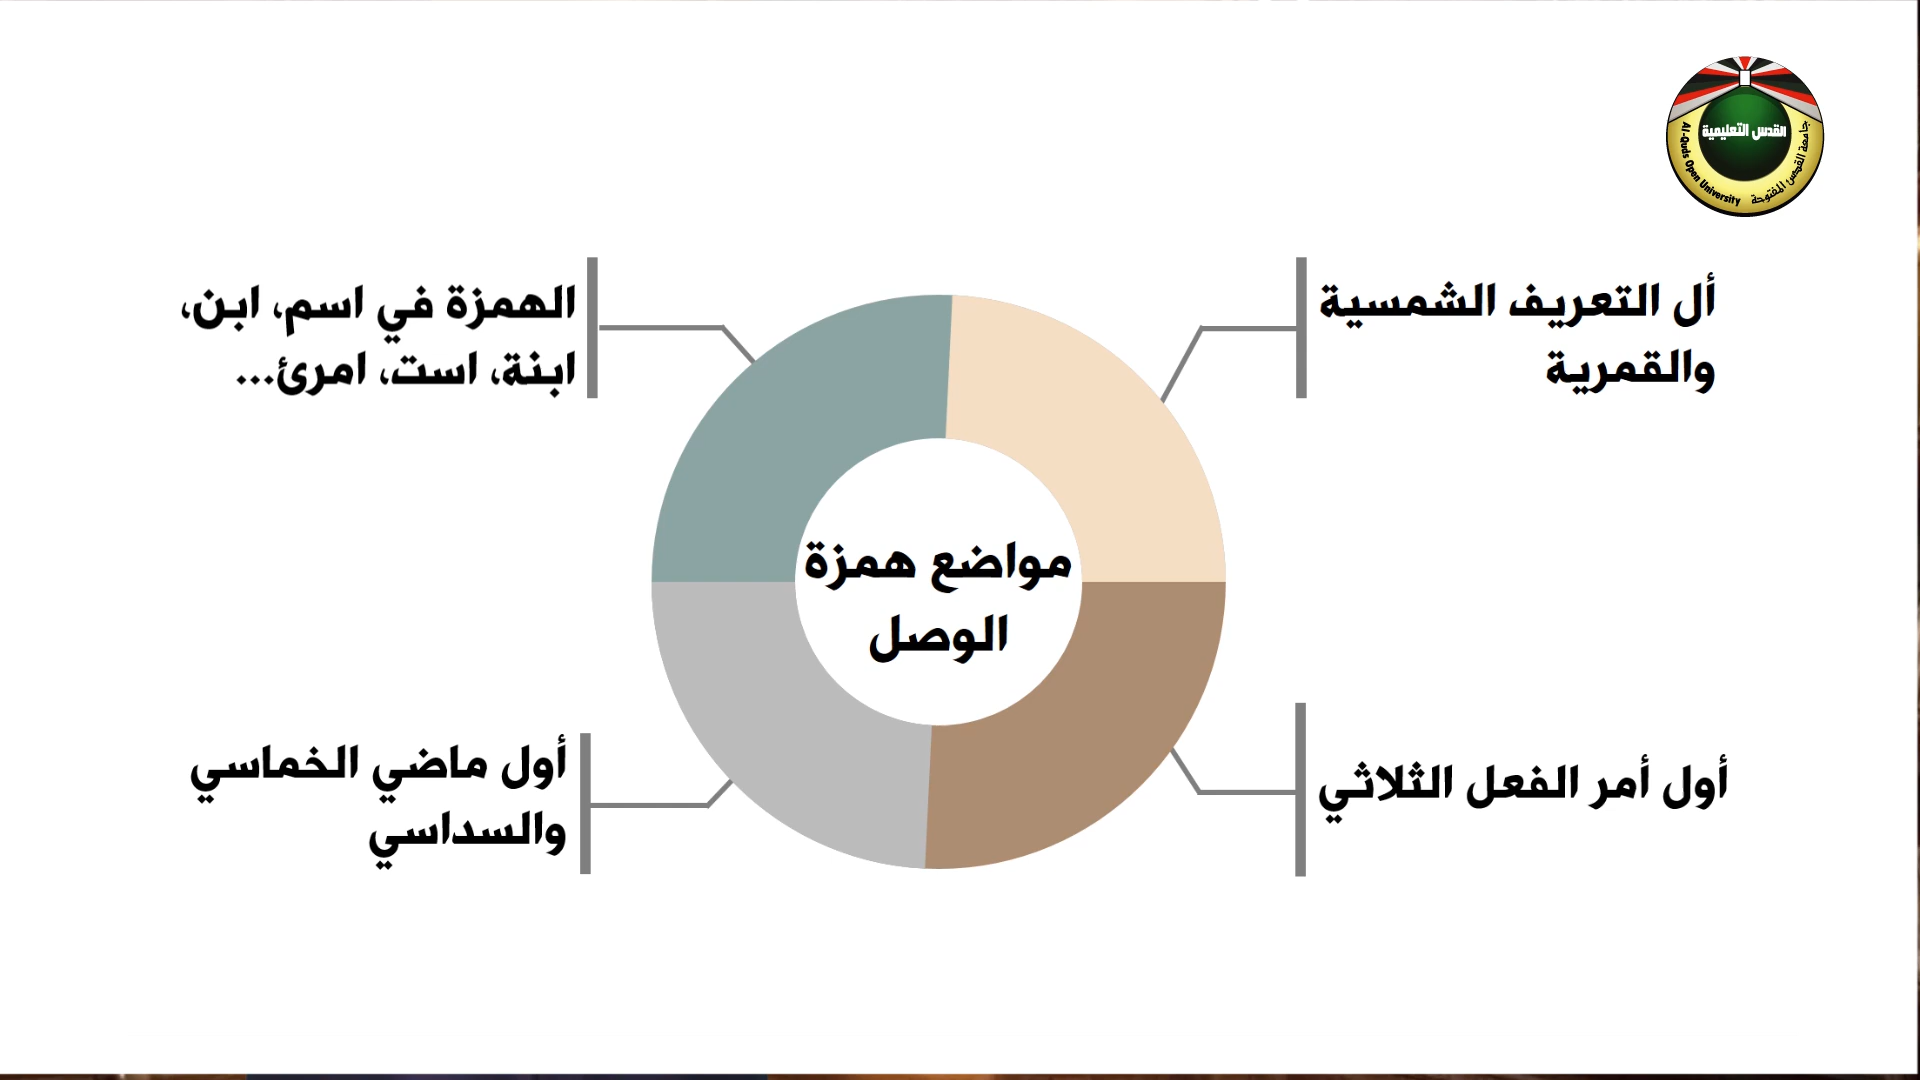 القدس التعليمية
جامعة القدس المفتوحة
Al-Quds Open University
أل التعريف الشمسية
والقمرية
الهمزة في اسم، ابن،
ابنة، است، امرئ...
مواضع همزة
الوصل
أول أمر الفعل الثلاثي
أول ماضي الخماسي
والسداسي